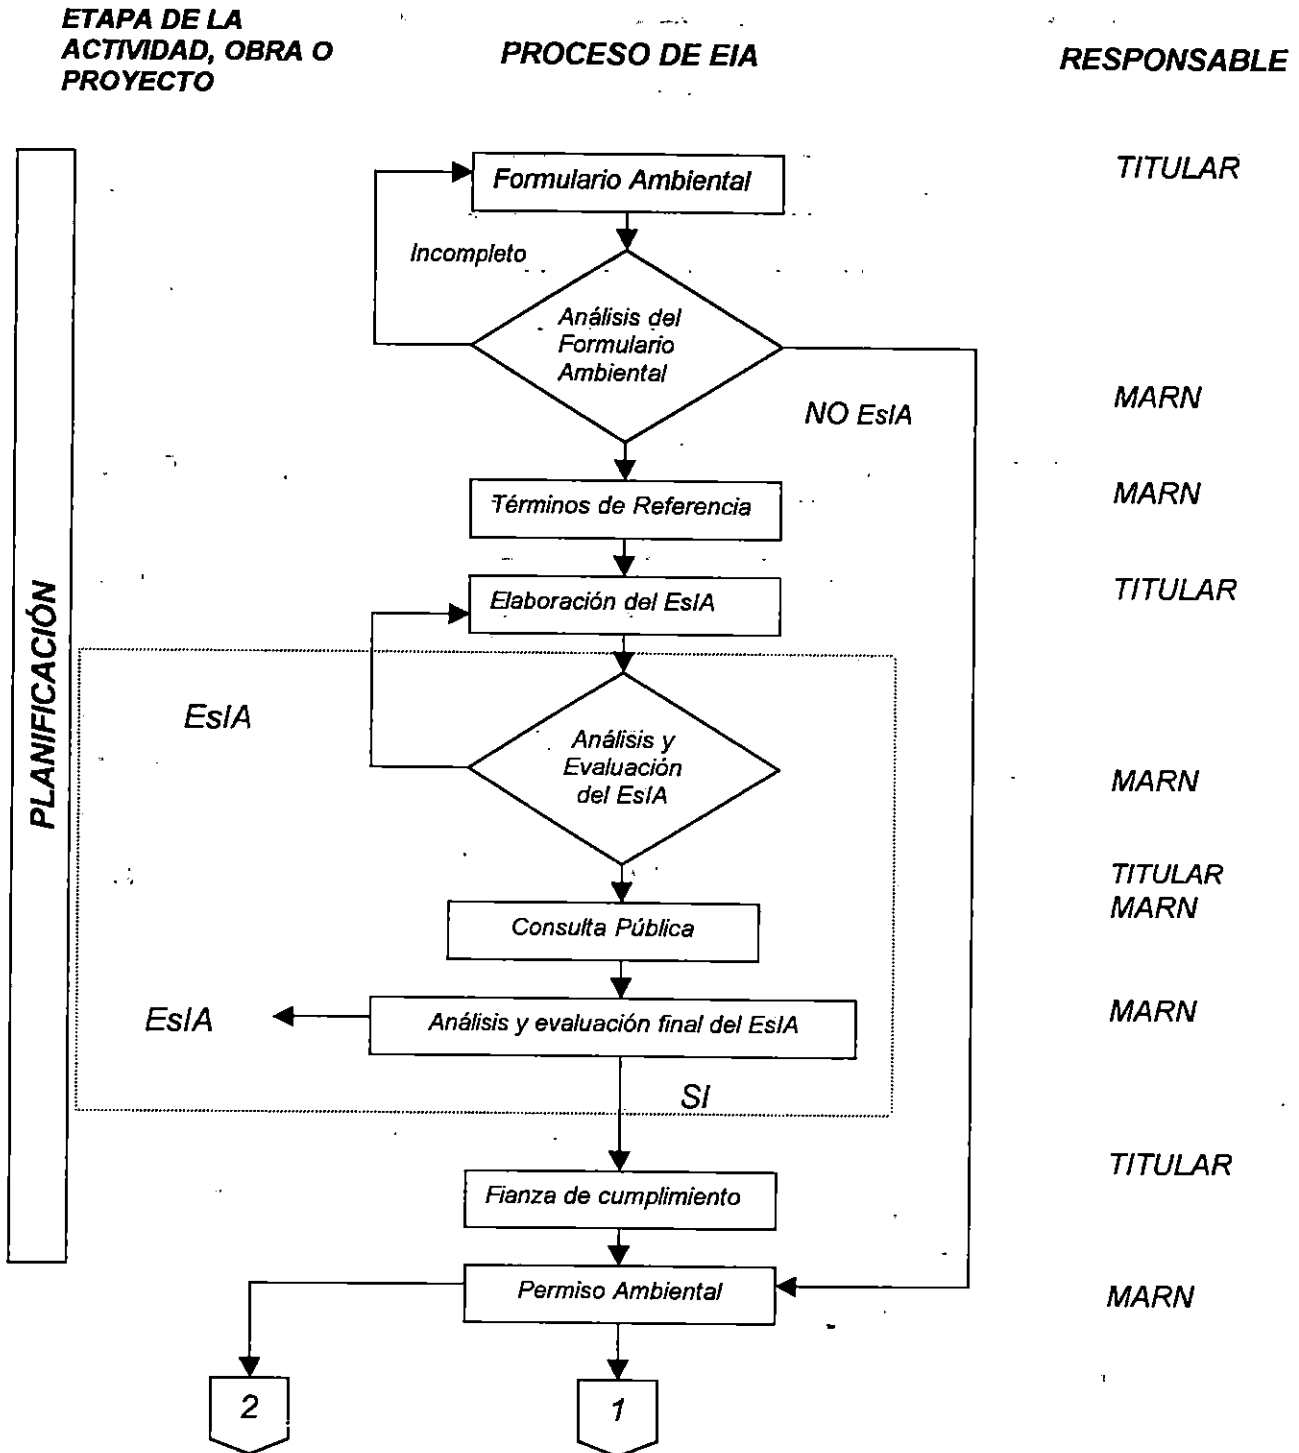 ETAPA DE LA
ACTIVIDAD, OBRA O
PROYECTO
PROCESO DE EIA
RESPONSABLE
PLANIFICACIÓN
Formulario Ambiental
TITULAR
Incompleto
Análisis del
Formulario
Ambiental
NO EsIA
MARN
Términos de Referencia
MARN
Elaboración del EsIA
TITULAR
EsIA
Análisis y
Evaluación
del EsIA
MARN
TITULAR
MARN
Consulta Pública
EsIA
Análisis y evaluación final del EsIA
MARN
SI
Fianza de cumplimiento
TITULAR
Permiso Ambiental
MARN
2
1